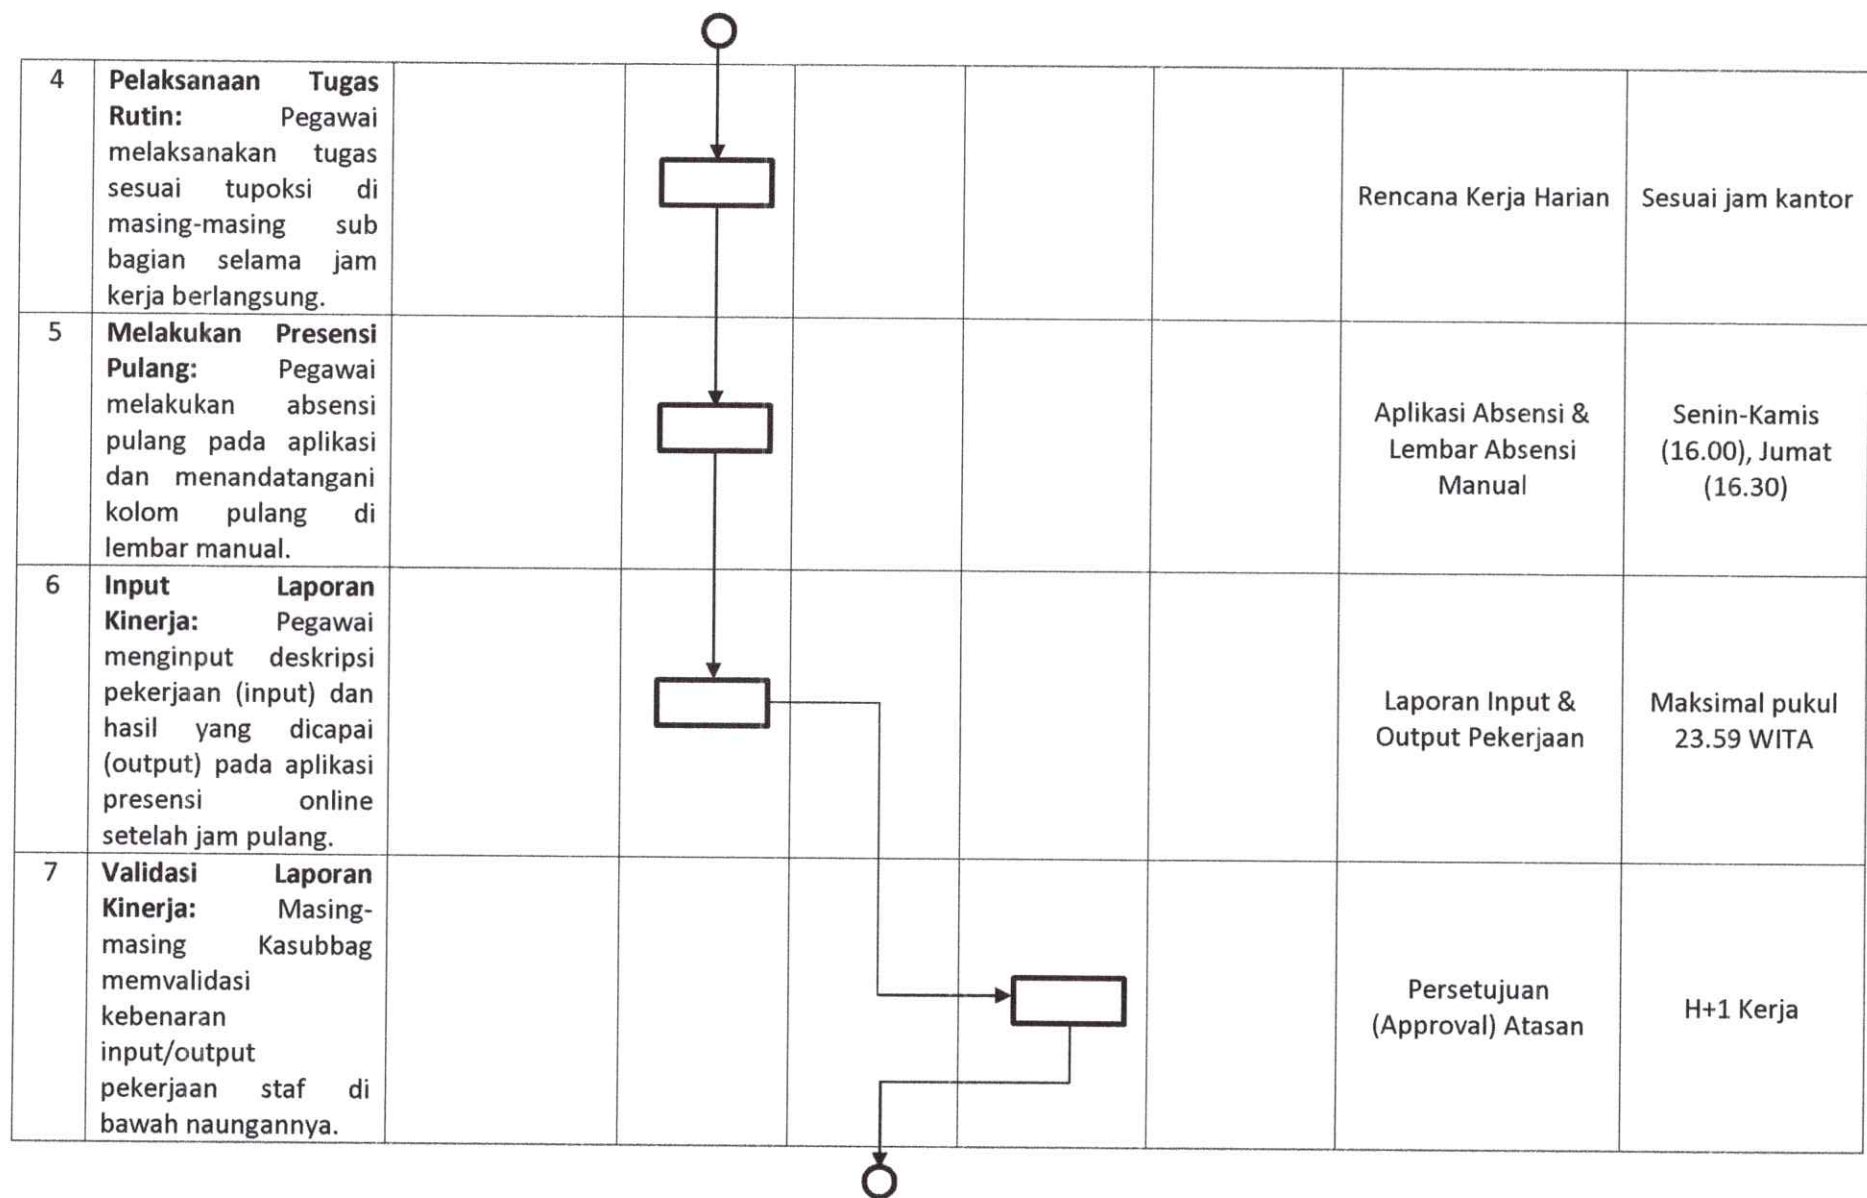 4
Pelaksanaan Tugas
Rutin: Pegawai
melaksanakan tugas
sesuai tupoksi di
masing-masing sub
bagian selama jam
kerja berlangsung.
Rencana Kerja Harian
Sesuai jam kantor
5
Melakukan Presensi
Pulang: Pegawai
melakukan absensi
pulang pada aplikasi
dan menandatangani
kolom pulang di
lembar manual.
Aplikasi Absensi &
Lembar Absensi
Manual
Senin-Kamis
(16.00), Jumat
(16.30)
6
Input Laporan
Kinerja: Pegawai
menginput deskripsi
pekerjaan (input) dan
hasil yang dicapai
(output) pada aplikasi
presensi online
setelah jam pulang.
Laporan Input &
Output Pekerjaan
Maksimal pukul
23.59 WITA
7
Validasi Laporan
Kinerja: Masing-
masing Kasubbag
memvalidasi
kebenaran
input/output
pekerjaan staf di
bawah naungannya.
Persetujuan
(Approval) Atasan
H+1 Kerja